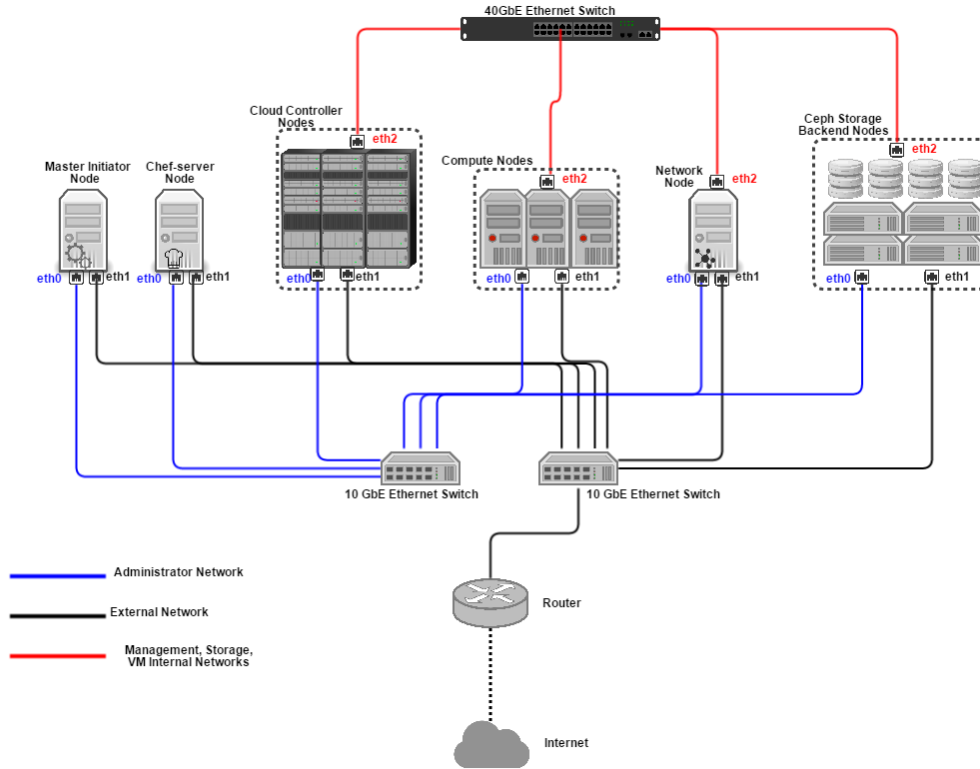 40GbE Ethernet Switch
Cloud Controller
Nodes
eth2
Ceph Storage
Backend Nodes
eth2
Master Initiator
Node
Chef-server
Node
Compute Nodes
eth2
Network
Node
eth2
eth0
eth1
eth0
eth1
eth0
eth1
eth0
eth1
eth0
eth1
eth0
eth1
10 GbE Ethernet Switch
10 GbE Ethernet Switch
Administrator Network
External Network
Management, Storage,
VM Internal Networks
Router
Internet